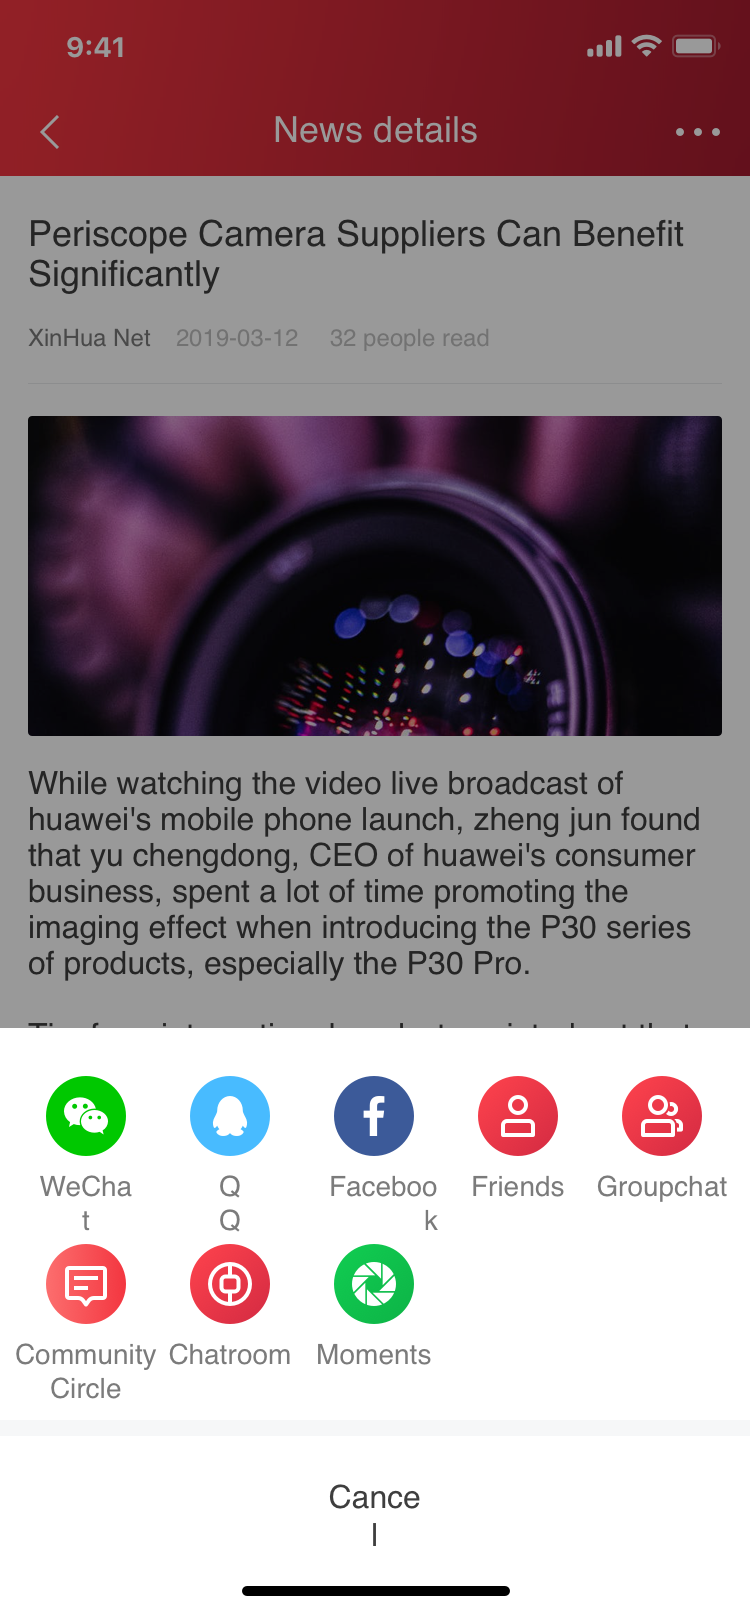 9:41
News details
Periscope Camera Suppliers Can Benefit
Significantly
XinHua Net 2019-03-12 32 people read
While watching the video live broadcast of
huawei's mobile phone launch, zheng jun found
that yu chengdong, CEO of huawei's consumer
business, spent a lot of time promoting the
imaging effect when introducing the P30 series
of products, especially the P30 Pro.
WeCha
t
Q
Q
Faceboo
k
Friends
Groupchat
Community
Circle
Chatroom
Moments
Cance
l